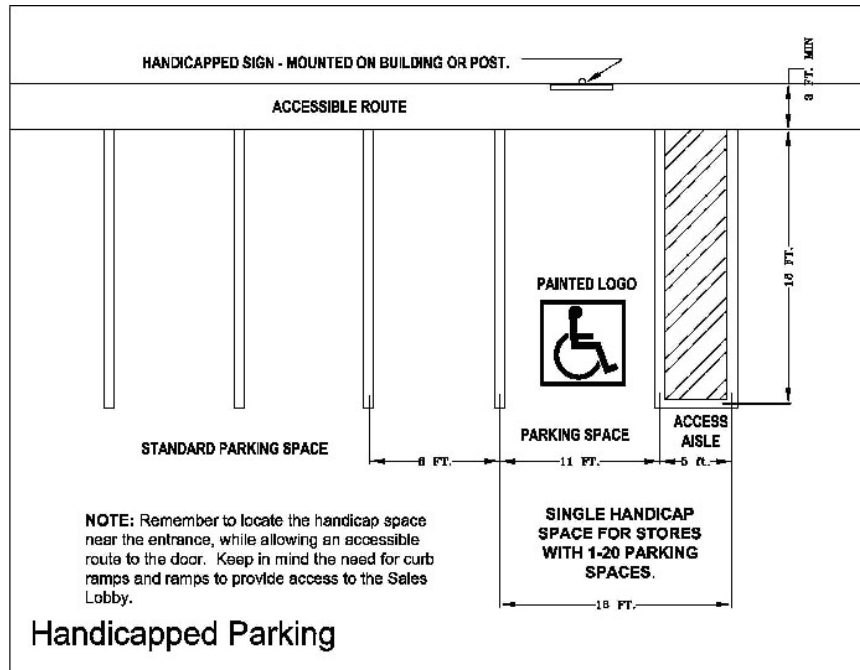 HANDICAPPED SIGN - MOUNTED ON BUILDING OR POST.
3 FT. MIN
ACCESSIBLE ROUTE
18 FT.
PAINTED LOGO
STANDARD PARKING SPACE
PARKING SPACE
ACCESS
AISLE
FT.
11 FT.
5 ft.
NOTE: Remember to locate the handicap space
near the entrance, while allowing an accessible
route to the door. Keep in mind the need for curb
ramps and ramps to provide access to the Sales
Lobby.
SINGLE HANDICAP
SPACE FOR STORES
WITH 1-20 PARKING
SPACES.
16 FT.
Handicapped Parking